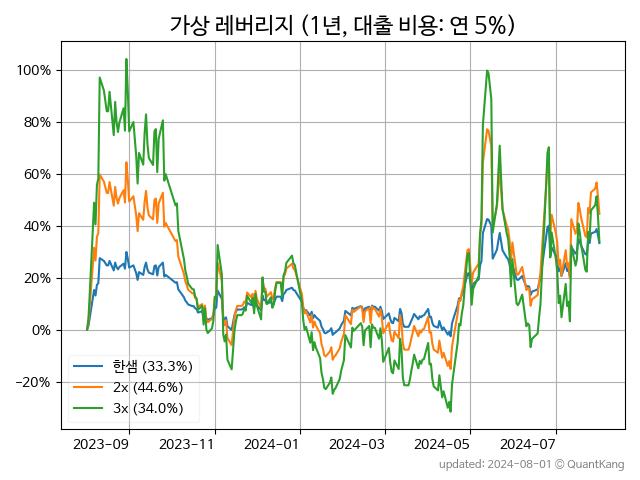 가상 레버리지 (1년, 대출 비용: 연 5%)
100%
80%
60%
40%
20%
0%
−20%
한샘 (33.3%)
2x (44.6%)
3x (34.0%)
2023-09 2023-11 2024-01 2024-03 2024-05 2024-07
updated: 2024-08-01 © QuantKang